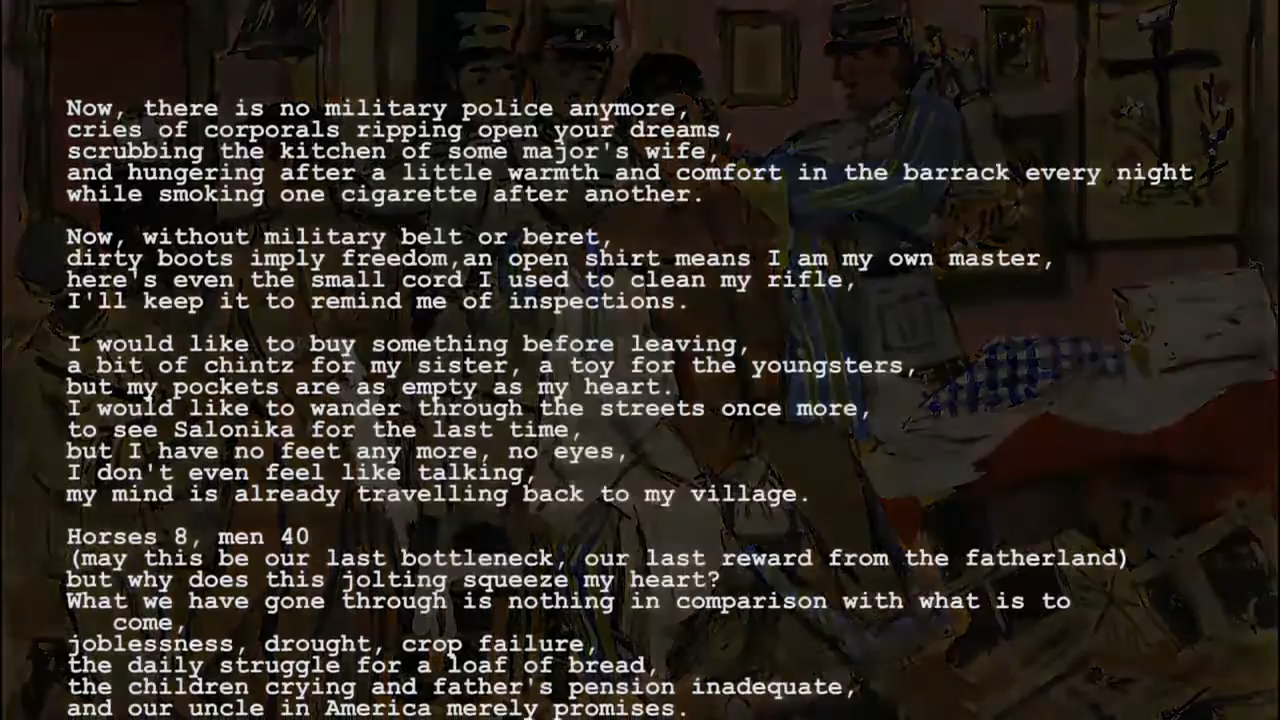 Now, there is no military police anymore,
cries of corporals ripping open your dreams,
scrubbing the kitchen of some major's wife,
and hungering after a little warmth and comfort in the barrack every night
while smoking one cigarette after another.
Now, without military belt or beret,
dirty boots imply freedom,an open shirt means I am my own master,
here's even the small cord I used to clean my rifle,
I'll keep it to remind me of inspections.
I would like to buy something before leaving,
a bit of chintz for my sister, a toy for the youngsters,
but my pockets are as empty as my heart.
I would like to wander through the streets once more,
to see Salonika for the last time,
but I have no feet any more, no eyes,
I don't even feel like talking,
my mind is already travelling back to my village.
Horses 8, men 40
(may this be our last bottleneck, our last reward from the fatherland)
but why does this jolting squeeze my heart?
What we have gone through is nothing in comparison with what is to
come,
joblessness, drought, crop failure,
the daily struggle for a loaf of bread,
the children crying and father's pension inadequate,
and our uncle in America merely promises.